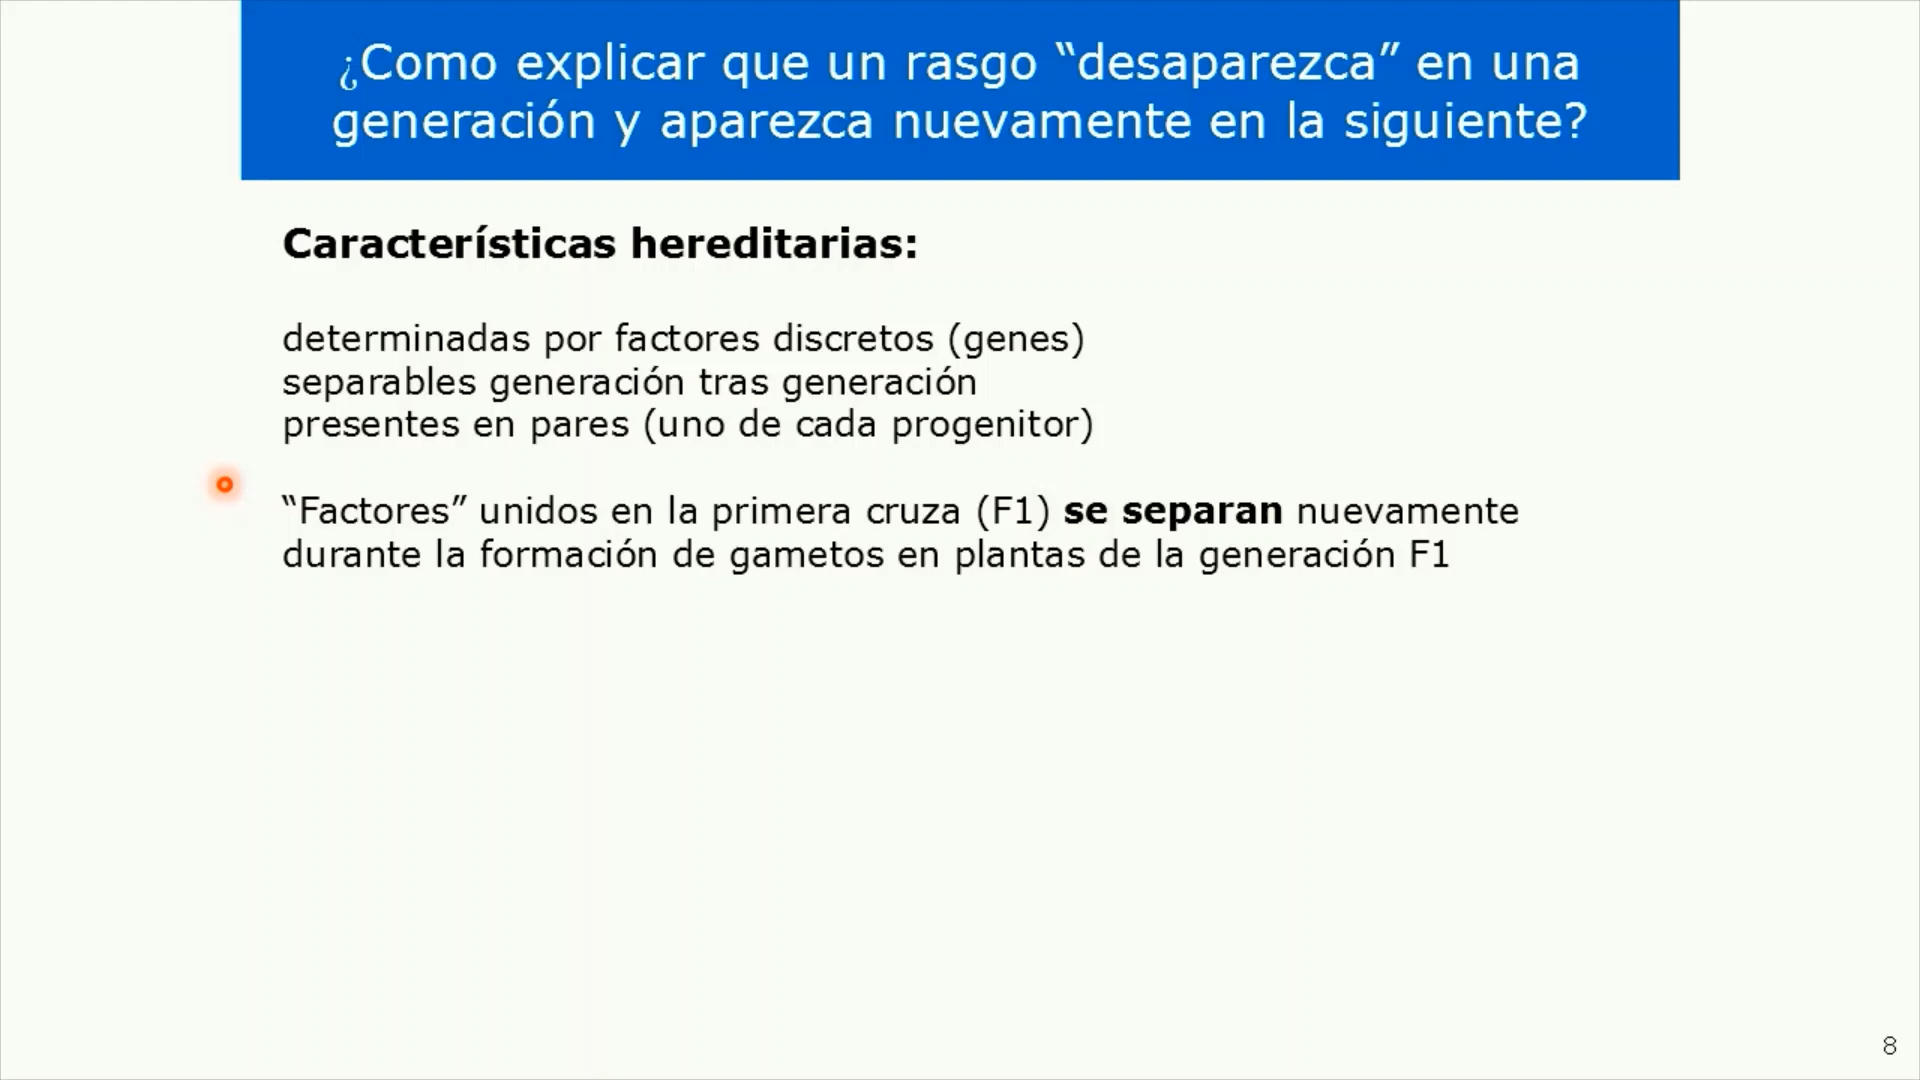 ¿Como explicar que un rasgo “desaparezca” en una
generación y aparezca nuevamente en la siguiente?
Características hereditarias:
determinadas por factores discretos (genes)
separables generación tras generación
presentes en pares (uno de cada progenitor)
“Factores” unidos en la primera cruza (F1) se separan nuevamente
durante la formación de gametos en plantas de la generación F1
8